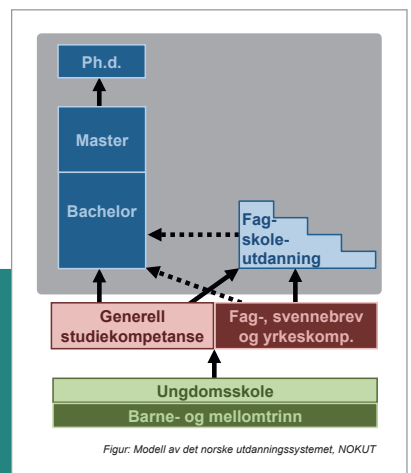 Ph.d.
Master
Bachelor
Fag-
skole-
utdanning
Generell
studiekompetanse
Fag-, svennebrev
og yrkeskomp.
Ungdomsskole
Barne- og mellomtrinn
Figur: Modell av det norske utdanningssystemet, NOKUT